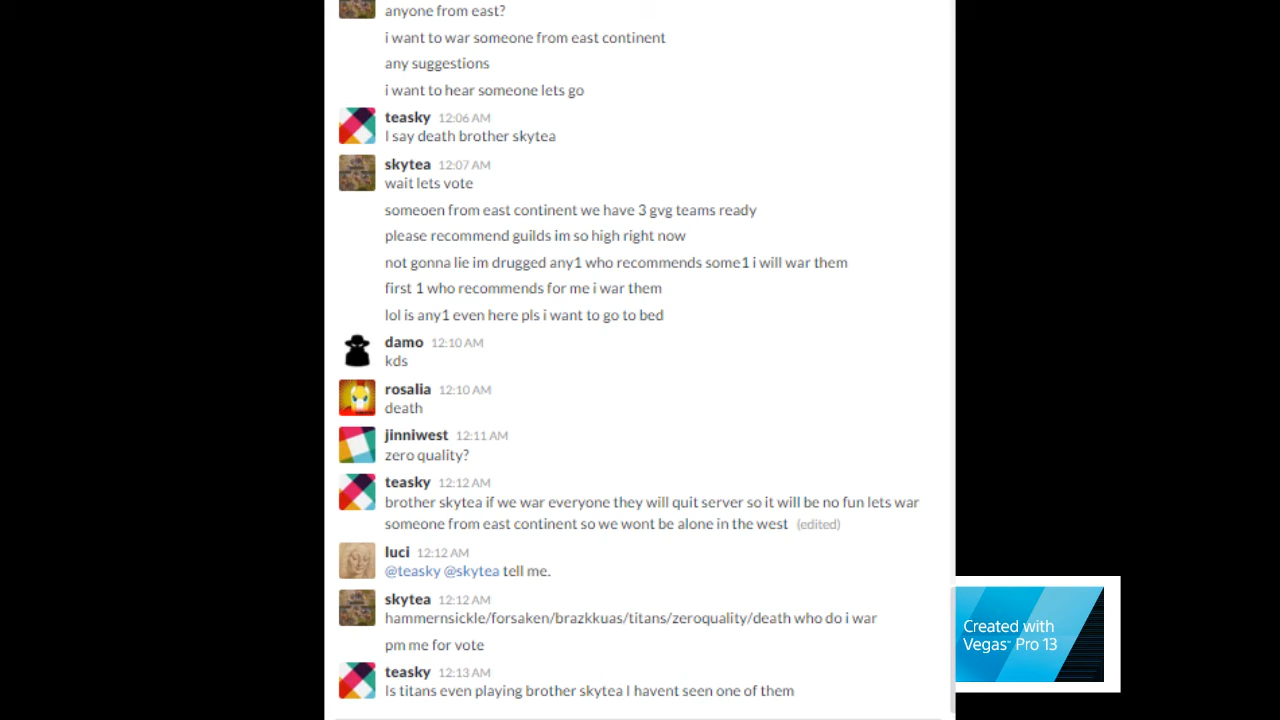 anyone from east?
i want to war someone from east continent
any suggestions
i want to hear someone lets go
teasky 12:06 AM
I say death brother skytea
skytea 12:07 AM
wait lets vote
someoen from east continent we have 3 gvg teams ready
please recommend guilds im so high right now
not gonna lie im drugged any1 who recommends some1 i will war them
first 1 who recommends for me i war them
lol is any1 even here pls i want to go to bed
damo 12:10 AM
kds
rosalia 12:10 AM
death
jinniwest 12:11 AM
zero quality?
teasky 12:12 AM
brother skytea if we war everyone they will quit server so it will be no fun lets war
someone from east continent so we wont be alone in the west (edited)
luci 12:12 AM
@teasky @skytea tell me.
skytea 12:12 AM
hammernsickle/forsaken/brazkkuas/titans/zeroquality/death who do i war
pm me for vote
teasky 12:13 AM
Is titans even playing brother skytea I havent seen one of them
Created with
Vegas™ Pro 13